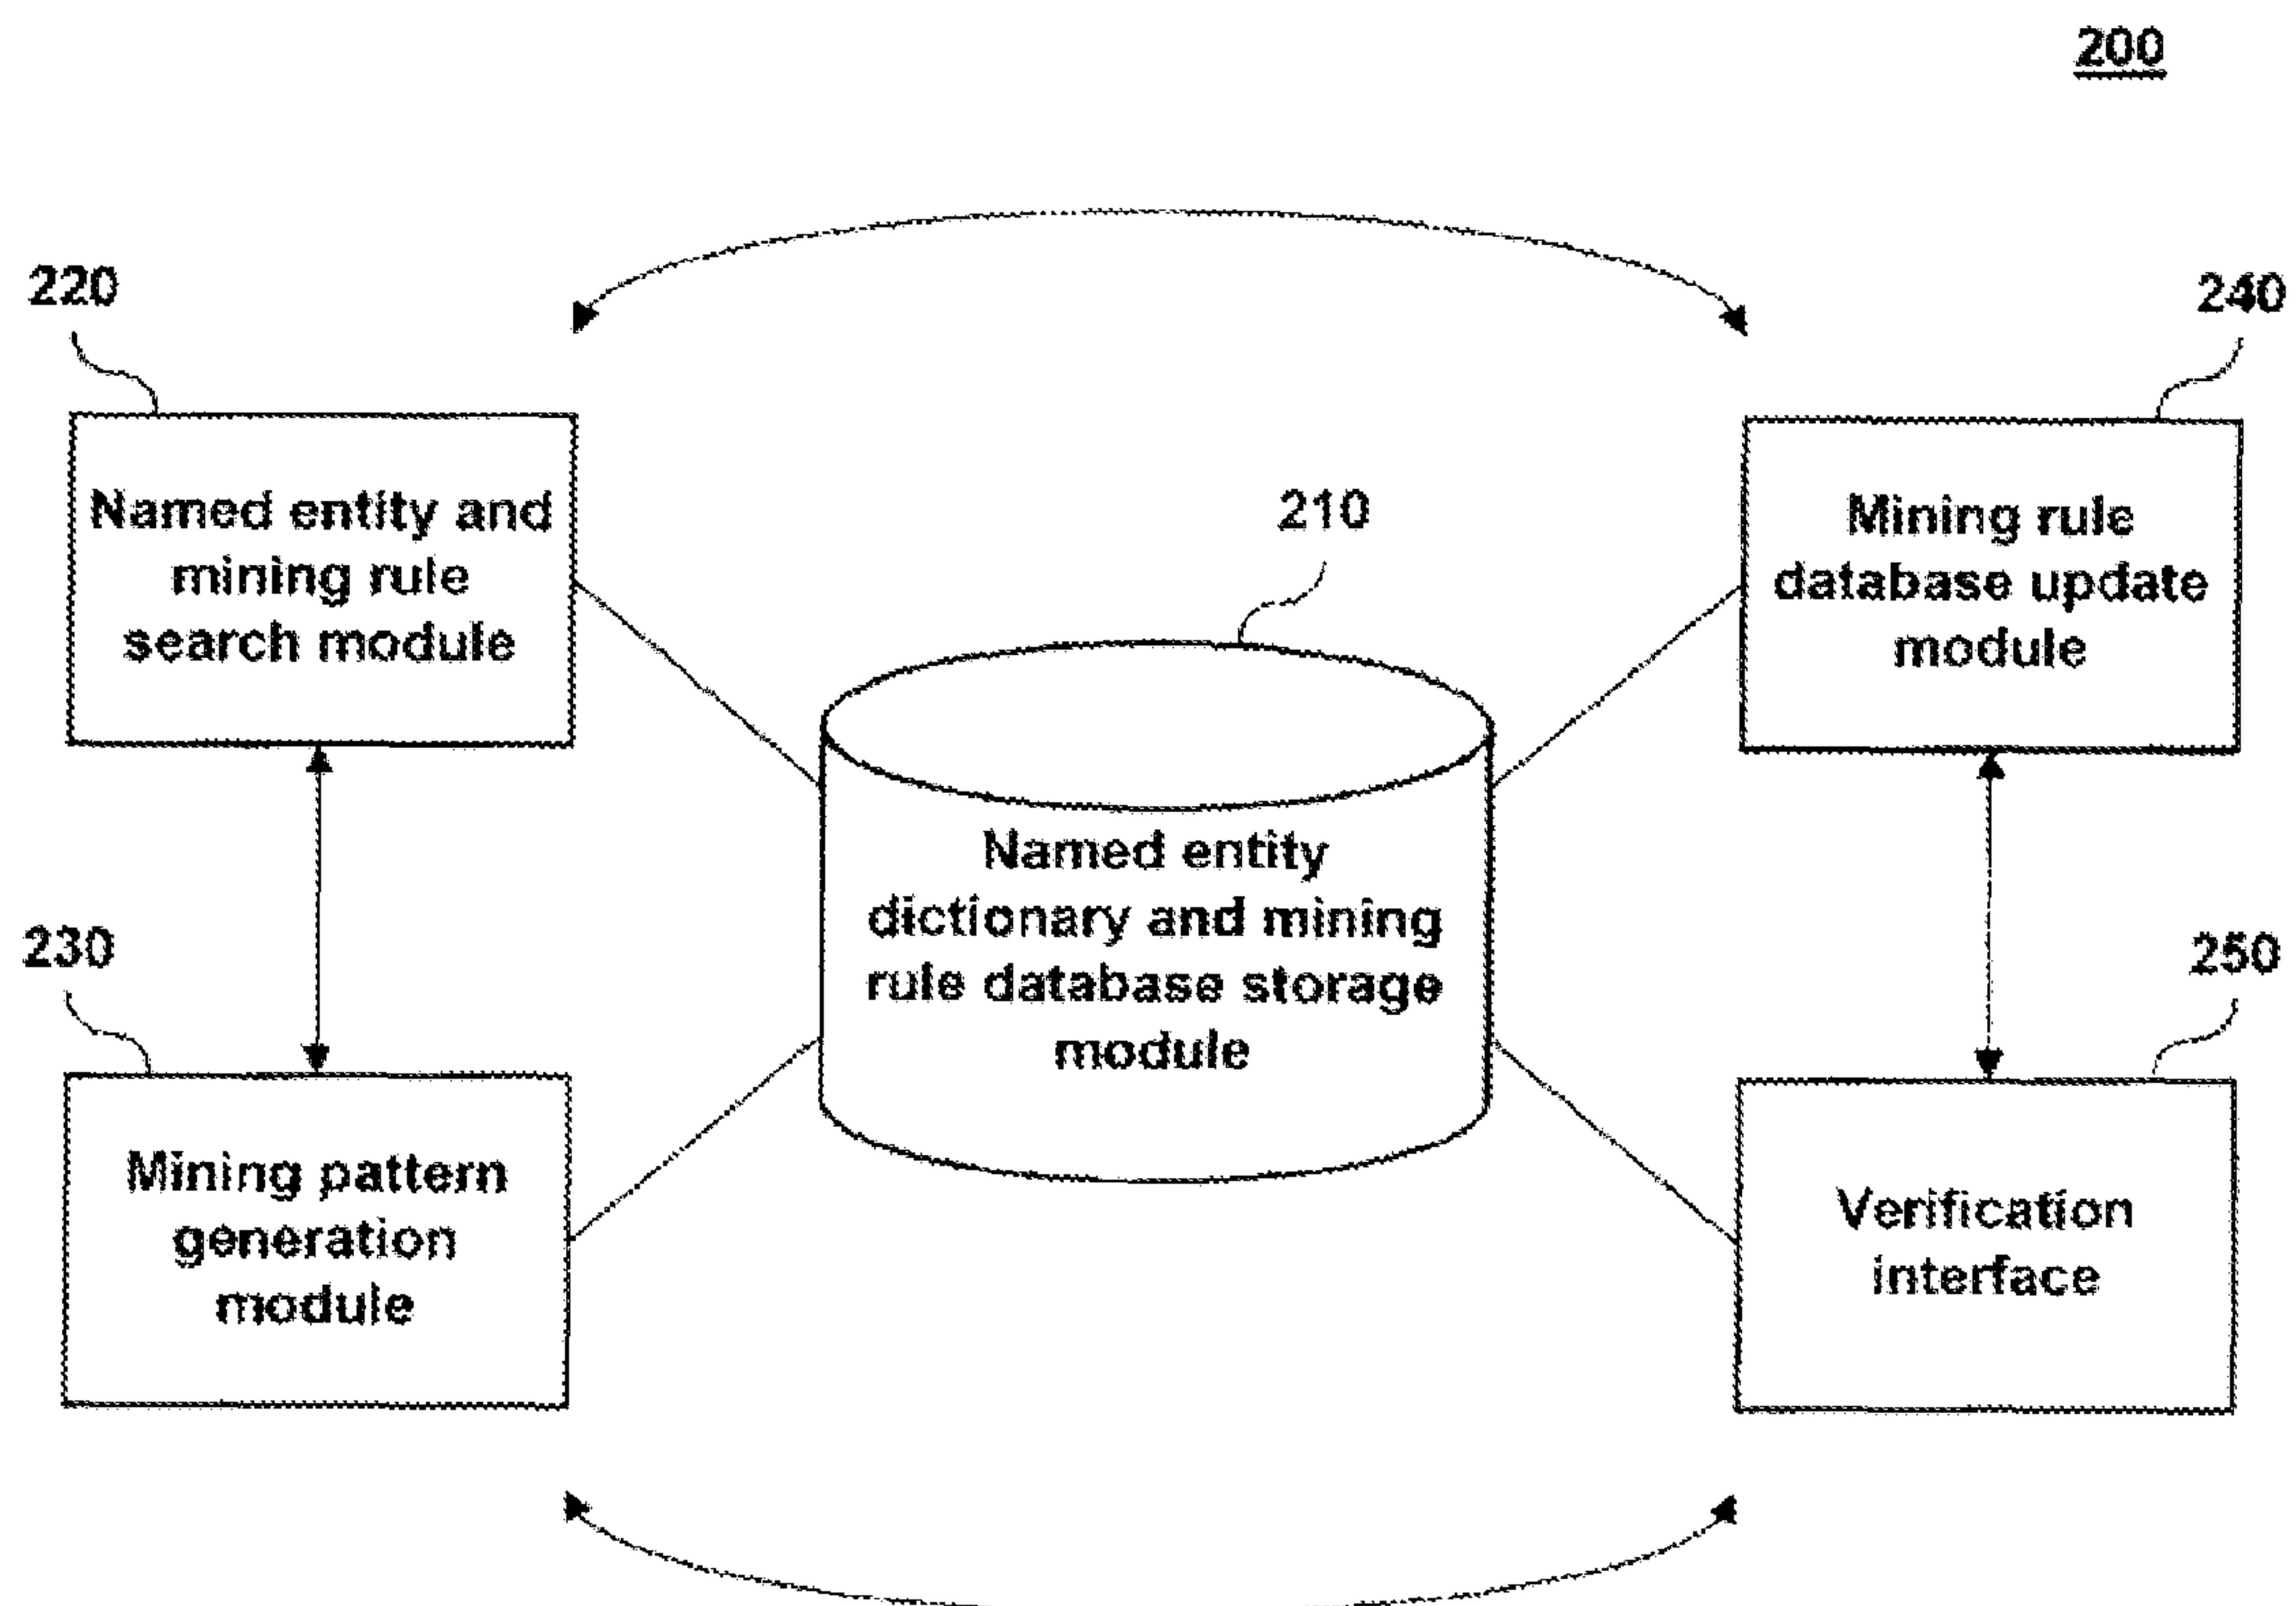 200
220
Named entity and
mining rule
search module
240
Mining rule
database update
module
210
Named entity
dictionary and mining
rule database storage
module
230
Mining pattern
generation
module
250
Verification
interface